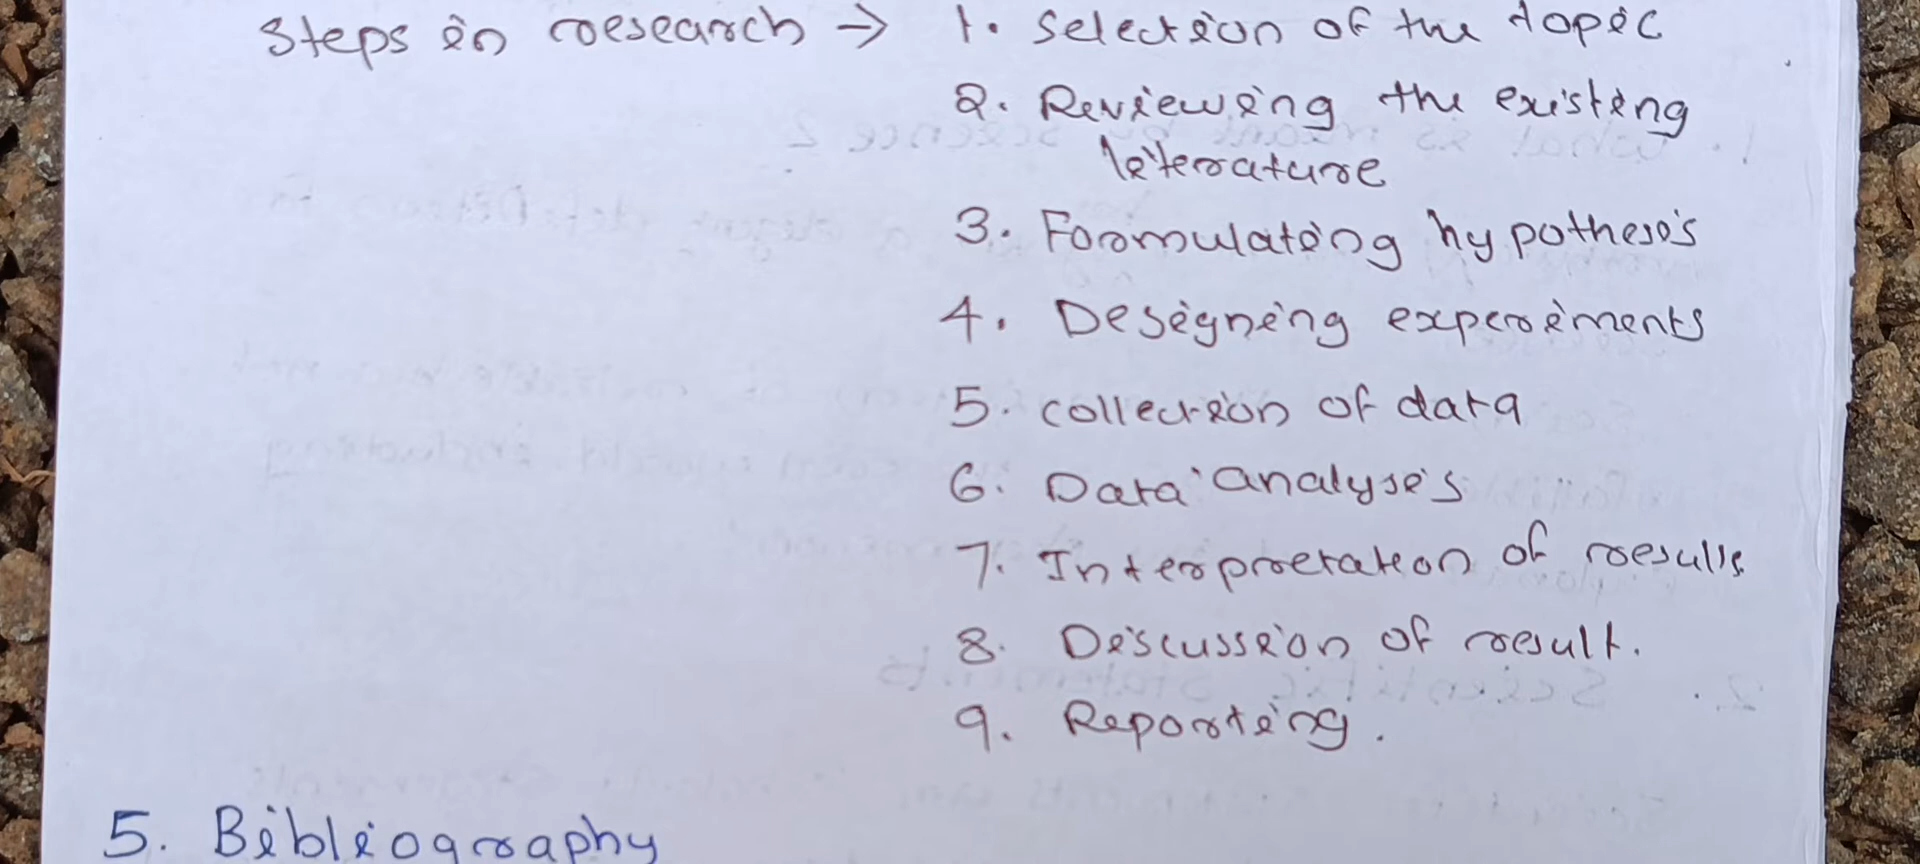 Steps in research → 1. Selection of the topic
2. Reviewing the existing
literature
3. Formulating hypothesis
4. Designing experiments
5. collection of data
6. Data analysis
7. Interpretation of results
8. Discussion of result.
9. Reporting.
5. Bibliography